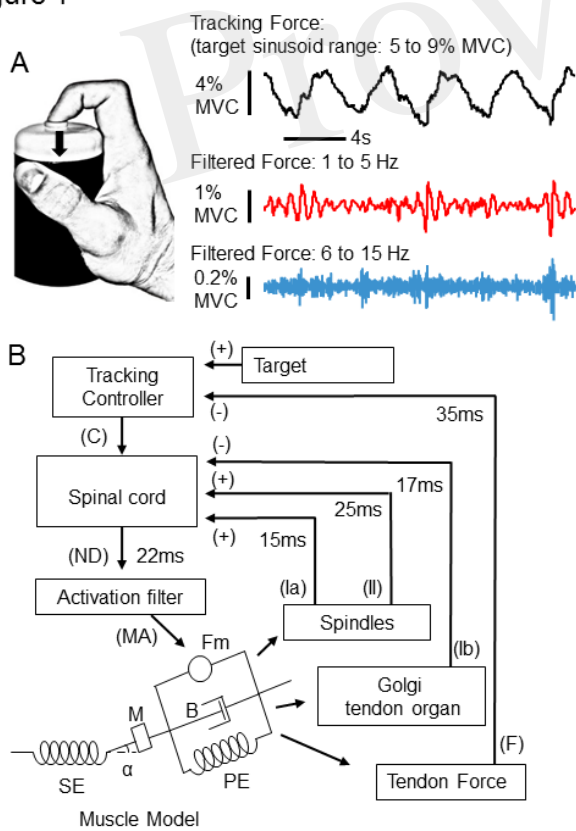 Tracking Force:
(target sinusoid range: 5 to 9% MVC)
A
4%
MVC
4s
Filtered Force: 1 to 5 Hz
1%
MVC
Filtered Force: 6 to 15 Hz
0.2%
MVC
B
(+)
Target
Tracking
Controller
(-)
35ms
(C)
(-)
Spinal cord
(+)
17ms
25ms
(+)
15ms
(ND)
22ms
(Ia)
(II)
Activation filter
Spindles
(MA)
Fm
(Ib)
Golgi
tendon organ
M
B
(F)
α
SE
PE
Tendon Force
Muscle Model